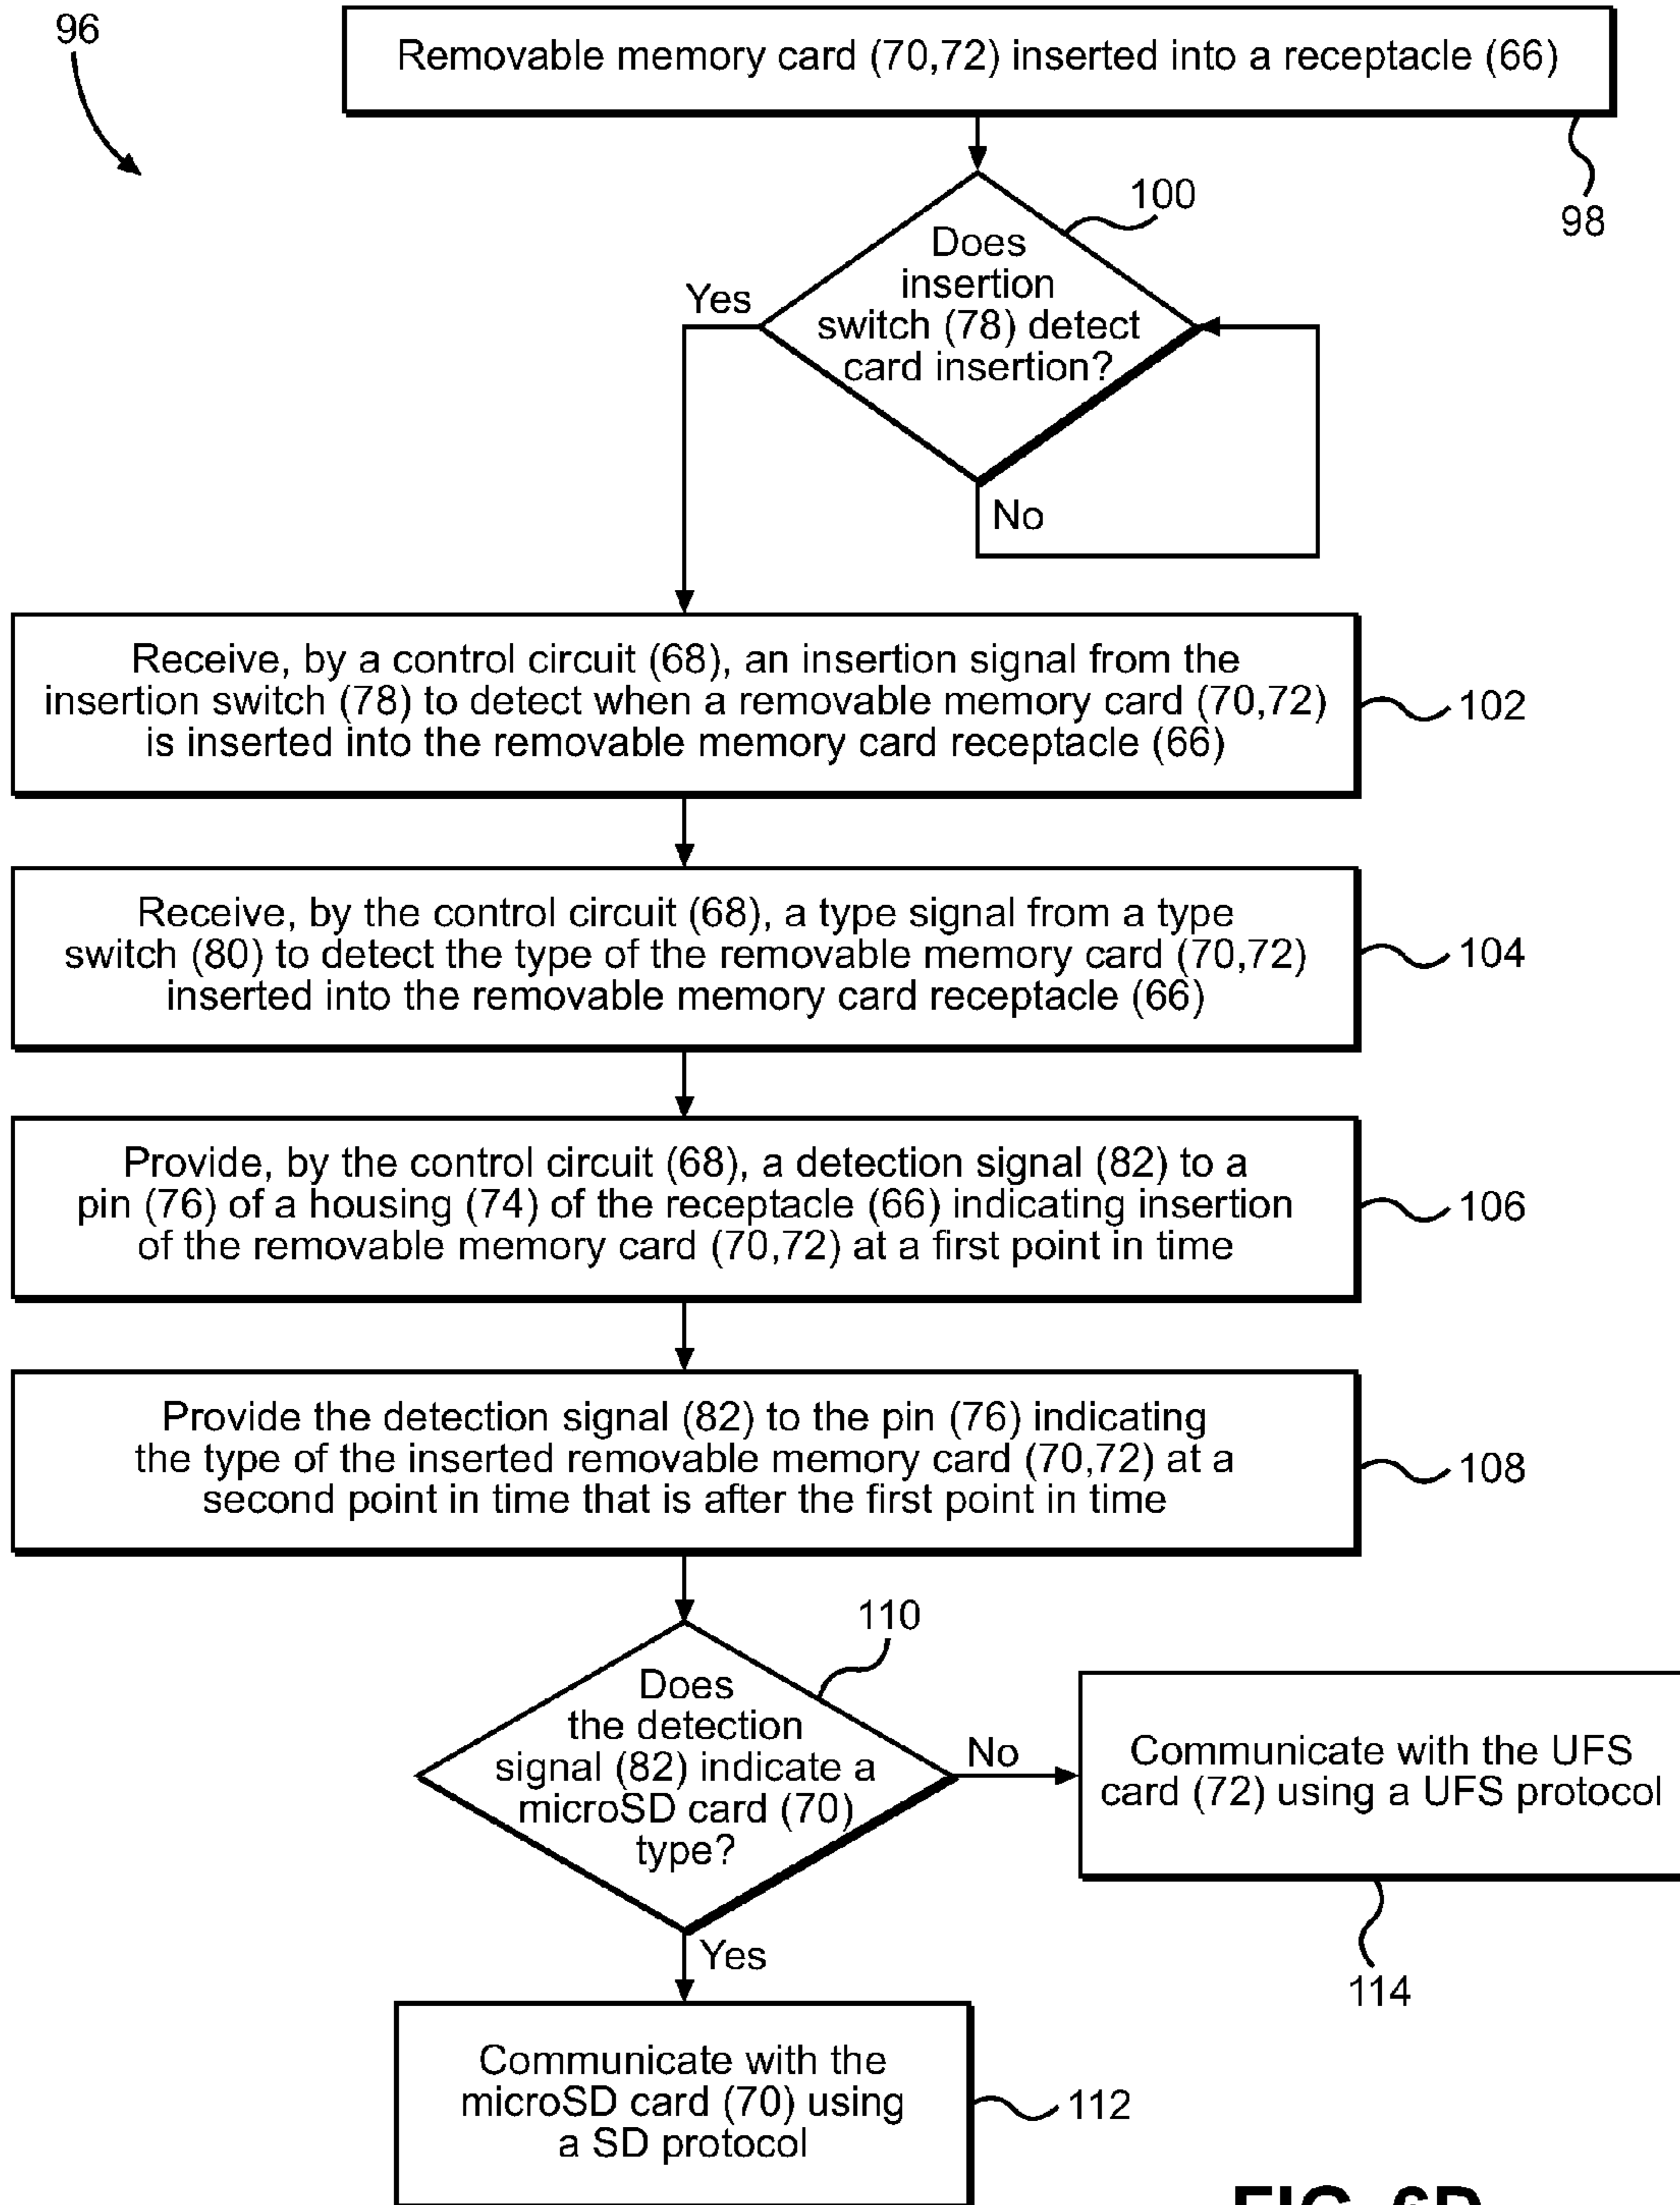 96
Removable memory card (70,72) inserted into a receptacle (66)
98
100
Does
insertion
switch (78) detect
card insertion?
Yes
No
Receive, by a control circuit (68), an insertion signal from the
insertion switch (78) to detect when a removable memory card (70,72)
is inserted into the removable memory card receptacle (66)
102
Receive, by the control circuit (68), a type signal from a type
switch (80) to detect the type of the removable memory card (70,72)
inserted into the removable memory card receptacle (66)
104
Provide, by the control circuit (68), a detection signal (82) to a
pin (76) of a housing (74) of the receptacle (66) indicating insertion
of the removable memory card (70,72) at a first point in time
106
Provide the detection signal (82) to the pin (76) indicating
the type of the inserted removable memory card (70,72) at a
second point in time that is after the first point in time
108
110
Does
the detection
signal (82) indicate a
microSD card (70)
type?
No
Communicate with the UFS
card (72) using a UFS protocol
114
Yes
Communicate with the
microSD card (70) using
a SD protocol
112